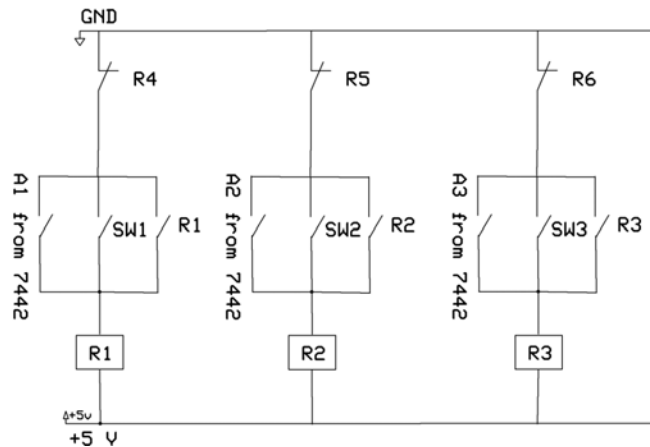 GND
R4
R5
R6
A1 from 7442
SW1
R1
A2 from 7442
SW2
R2
A3 from 7442
SW3
R3
R1
R2
R3
+5v
+5 V